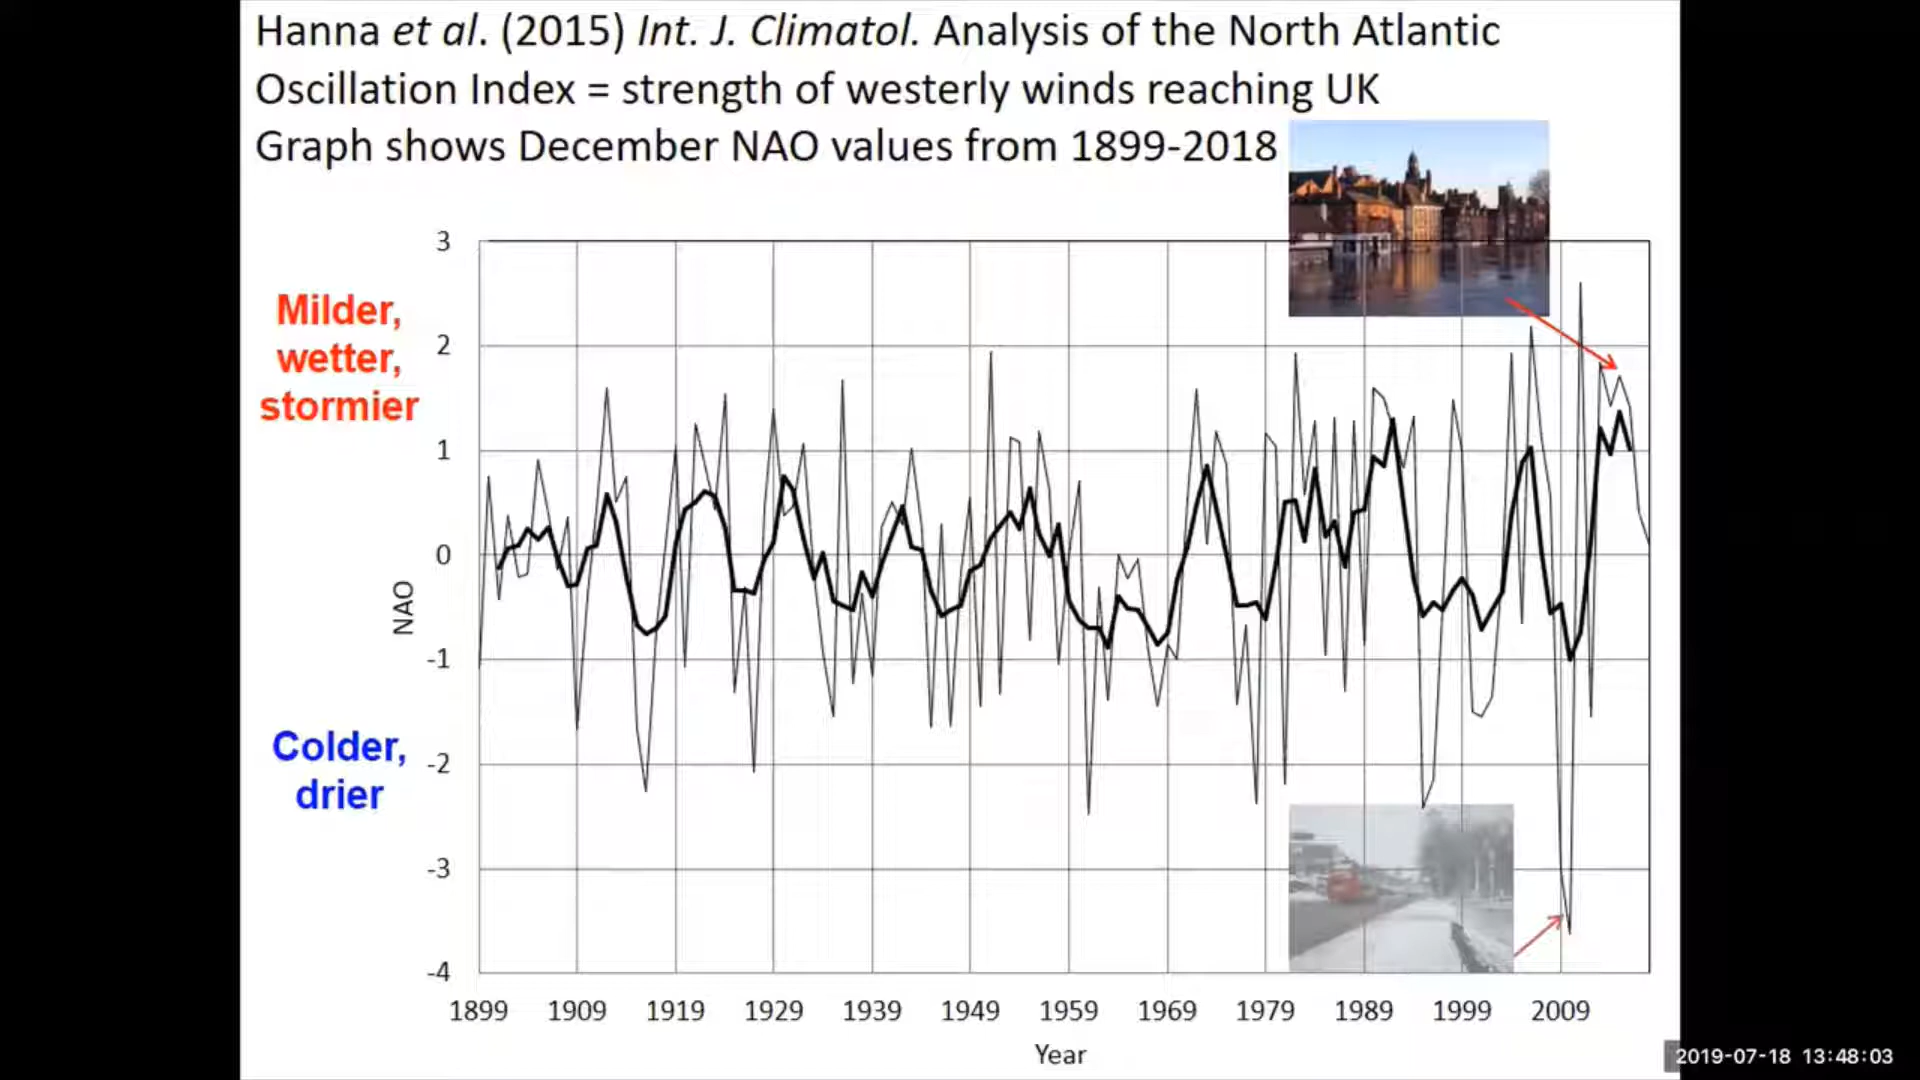 Hanna et al. (2015) Int. J. Climatol. Analysis of the North Atlantic
Oscillation Index = strength of westerly winds reaching UK
Graph shows December NAO values from 1899-2018
Milder,
wetter,
stormier
Colder,
drier
NAO
3
2
1
0
-1
-2
-3
-4
1899 1909 1919 1929 1939 1949 1959 1969 1979 1989 1999 2009
Year
2019-07-18 13:48:03